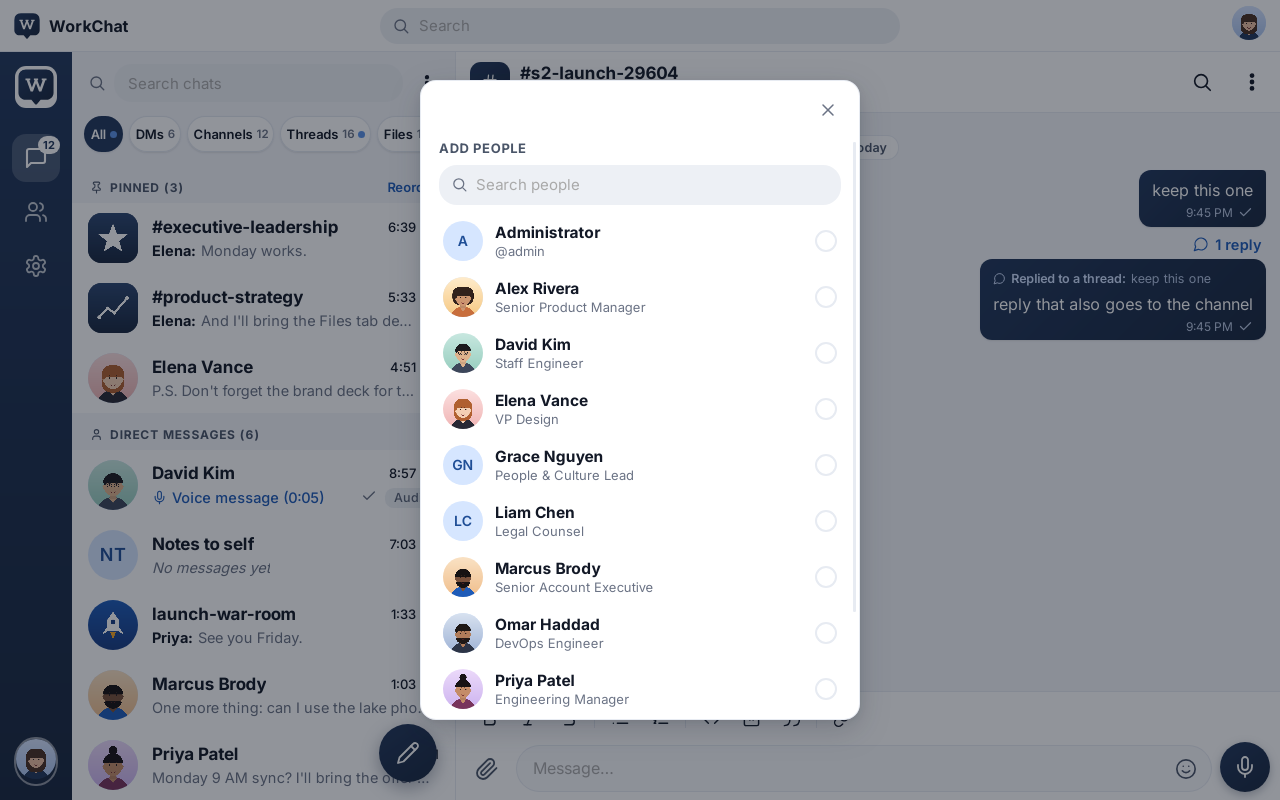 WorkChat
Search
#s2-launch-29604
Search chats
All
DMs 6
Channels 12
Threads 16
Files
12
PINNED (3)
#executive-leadership
6:39
Elena: Monday works.
#product-strategy
5:33
Elena: And I'll bring the Files tab de...
Elena Vance
4:51
P.S. Don't forget the brand deck for t...
DIRECT MESSAGES (6)
David Kim
8:57
Voice message (0:05)
NT
Notes to self
7:03
No messages yet
launch-war-room
1:33
Priya: See you Friday.
Marcus Brody
1:03
One more thing: can I use the lake pho...
Priya Patel
Monday 9 AM sync? I'll bring the
ADD PEOPLE
Search people
A
Administrator
@admin
Alex Rivera
Senior Product Manager
David Kim
Staff Engineer
Elena Vance
VP Design
GN
Grace Nguyen
People & Culture Lead
LC
Liam Chen
Legal Counsel
Marcus Brody
Senior Account Executive
Omar Haddad
DevOps Engineer
Priya Patel
Engineering Manager
keep this one
9:45 PM
1 reply
Replied to a thread: keep this one
reply that also goes to the channel
9:45 PM
Message...